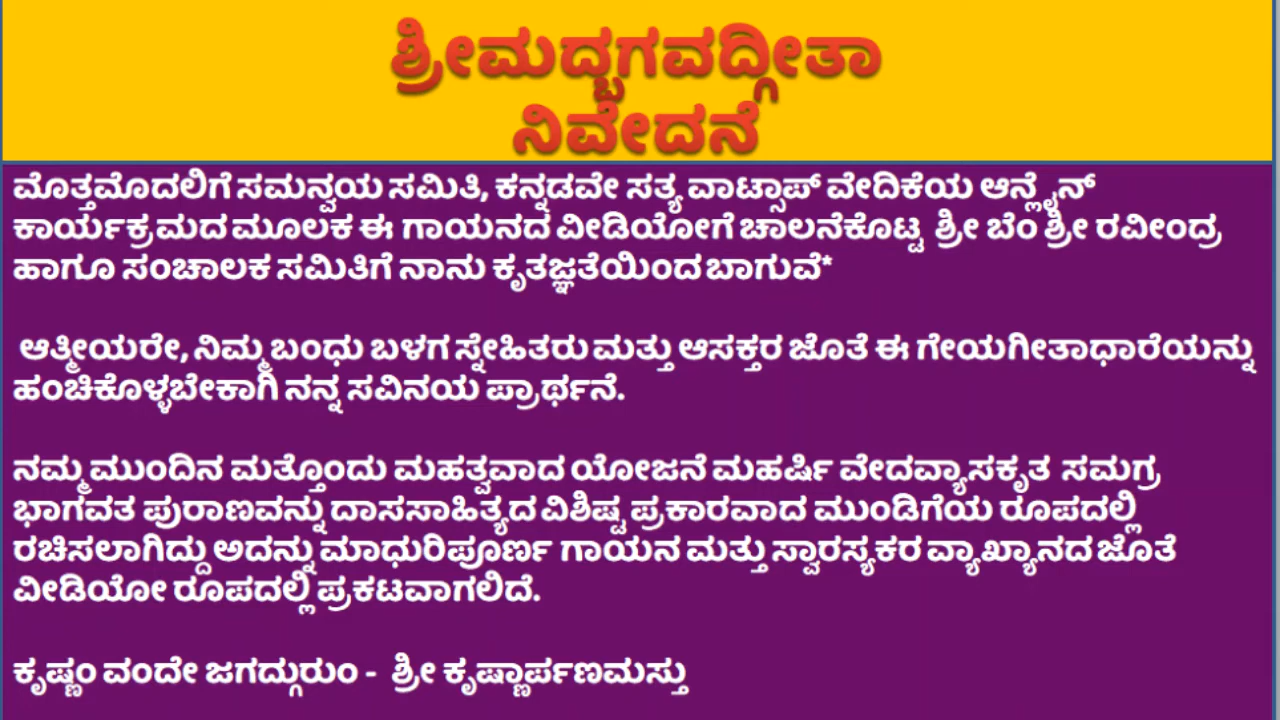 ಶ್ರೀಮದ್ಭಗವದ್ಗೀತಾ
ನಿವೇದನೆ
ಮೊತ್ತಮೊದಲಿಗೆ ಸಮನ್ವಯ ಸಮಿತಿ, ಕನ್ನಡವೇ ಸತ್ಯ ವಾಟ್ಸಾಪ್ ವೇದಿಕೆಯ ಆನ್ಲೈನ್
ಕಾರ್ಯಕ್ರಮದ ಮೂಲಕ ಈ ಗಾಯನದ ವೀಡಿಯೋಗೆ ಚಾಲನೆಕೊಟ್ಟ ಶ್ರೀ ಬೆಂ ಶ್ರೀ ರವೀಂದ್ರ
ಹಾಗೂ ಸಂಚಾಲಕ ಸಮಿತಿಗೆ ನಾನು ಕೃತಜ್ಞತೆಯಿಂದ ಬಾಗುವೆ*
ಆತ್ಮೀಯರೇ, ನಿಮ್ಮ ಬಂಧು ಬಳಗ ಸ್ನೇಹಿತರು ಮತ್ತು ಆಸಕ್ತರ ಜೊತೆ ಈ ಗೇಯಗೀತಾಧಾರೆಯನ್ನು
ಹಂಚಿಕೊಳ್ಳಬೇಕಾಗಿ ನನ್ನ ಸವಿನಯ ಪ್ರಾರ್ಥನೆ.
ನಮ್ಮ ಮುಂದಿನ ಮತ್ತೊಂದು ಮಹತ್ವವಾದ ಯೋಜನೆ ಮಹರ್ಷಿ ವೇದವ್ಯಾಸಕೃತ ಸಮಗ್ರ
ಭಾಗವತ ಪುರಾಣವನ್ನು ದಾಸಸಾಹಿತ್ಯದ ವಿಶಿಷ್ಟ ಪ್ರಕಾರವಾದ ಮುಂಡಿಗೆಯ ರೂಪದಲ್ಲಿ
ರಚಿಸಲಾಗಿದ್ದು ಅದನ್ನು ಮಾಧುರಿಪೂರ್ಣ ಗಾಯನ ಮತ್ತು ಸ್ವಾರಸ್ಯಕರ ವ್ಯಾಖ್ಯಾನದ ಜೊತೆ
ವೀಡಿಯೋ ರೂಪದಲ್ಲಿ ಪ್ರಕಟವಾಗಲಿದೆ.
ಕೃಷ್ಣಂ ವಂದೇ ಜಗದ್ಗುರುಂ - ಶ್ರೀ ಕೃಷ್ಣಾರ್ಪಣಮಸ್ತು